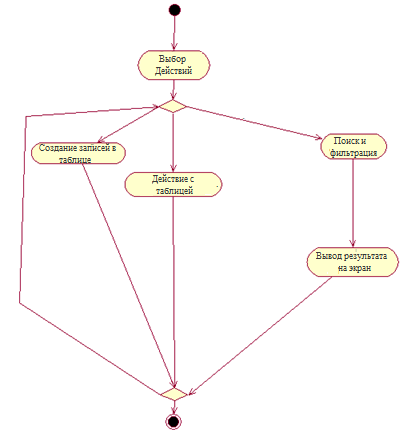 Выбор
Действий
Создание записей в
таблице
Действие с
таблицей
Поиск и
фильтрация
Вывод результата
на экран